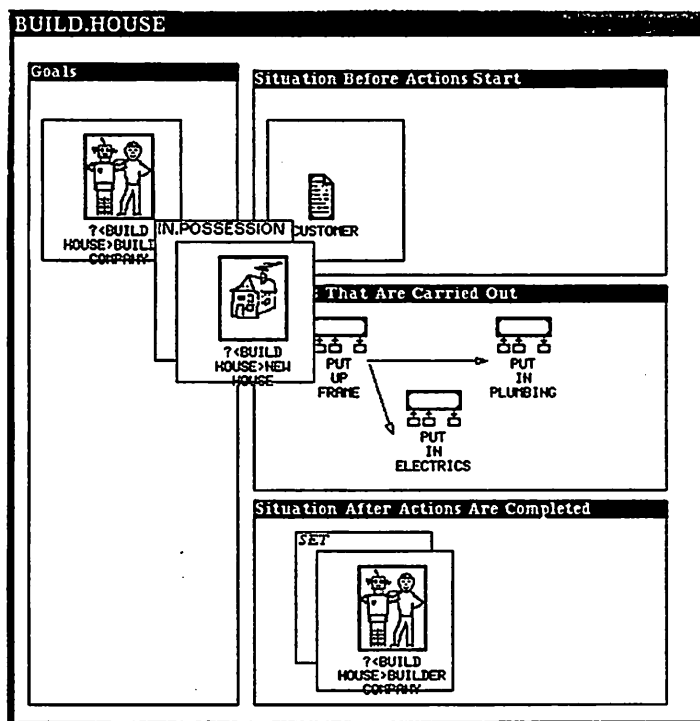 BUILD.HOUSE
Goals
Situation Before Actions Start
?<BUILD
HOUSE>BUILD
COMPANY
IN.POSSESSION
CUSTOMER
?<BUILD
HOUSE>NEW
HOUSE
That Are Carried Out
PUT
UP
FRAME
PUT
IN
PLUMBING
PUT
IN
ELECTRICS
Situation After Actions Are Completed
SET
?<BUILD
HOUSE>BUILDER
COMPANY